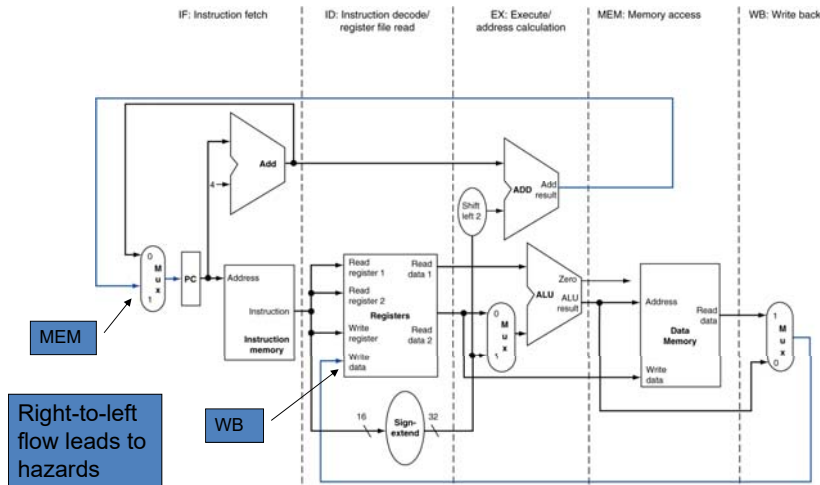 IF: Instruction fetch
ID: Instruction decode/
register file read
EX: Execute/
address calculation
MEM: Memory access
WB: Write back
Add
4
ADD
Add
result
Shift
left 2
0
M
u
x
1
PC
Address
Instruction
Instruction
memory
Read
register 1
Read
register 2
Write
register
Write
data
Registers
Read
data 1
Read
data 2
0
M
u
x
1
Zero
ALU
ALU
result
Address
Read
data
Data
Memory
Write
data
1
M
u
x
0
MEM
WB
16
Sign-
extend
32
Right-to-left
flow leads to
hazards